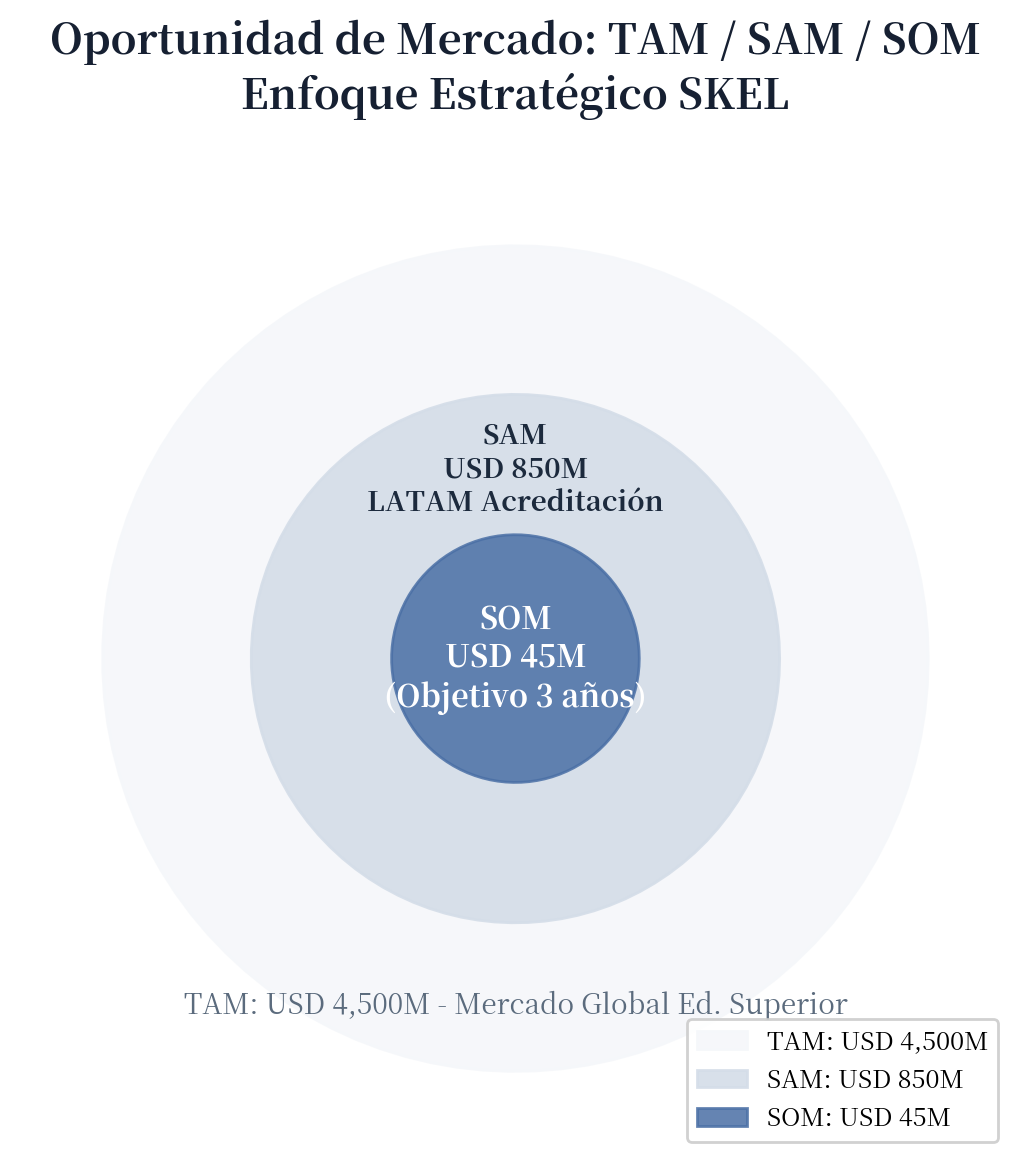 Oportunidad de Mercado: TAM / SAM / SOM
Enfoque Estratégico SKEL
SAM
USD 850M
LATAM Acreditación
SOM
USD 45M
(Objetivo 3 años)
TAM: USD 4,500M - Mercado Global Ed. Superior
TAM: USD 4,500M
SAM: USD 850M
SOM: USD 45M